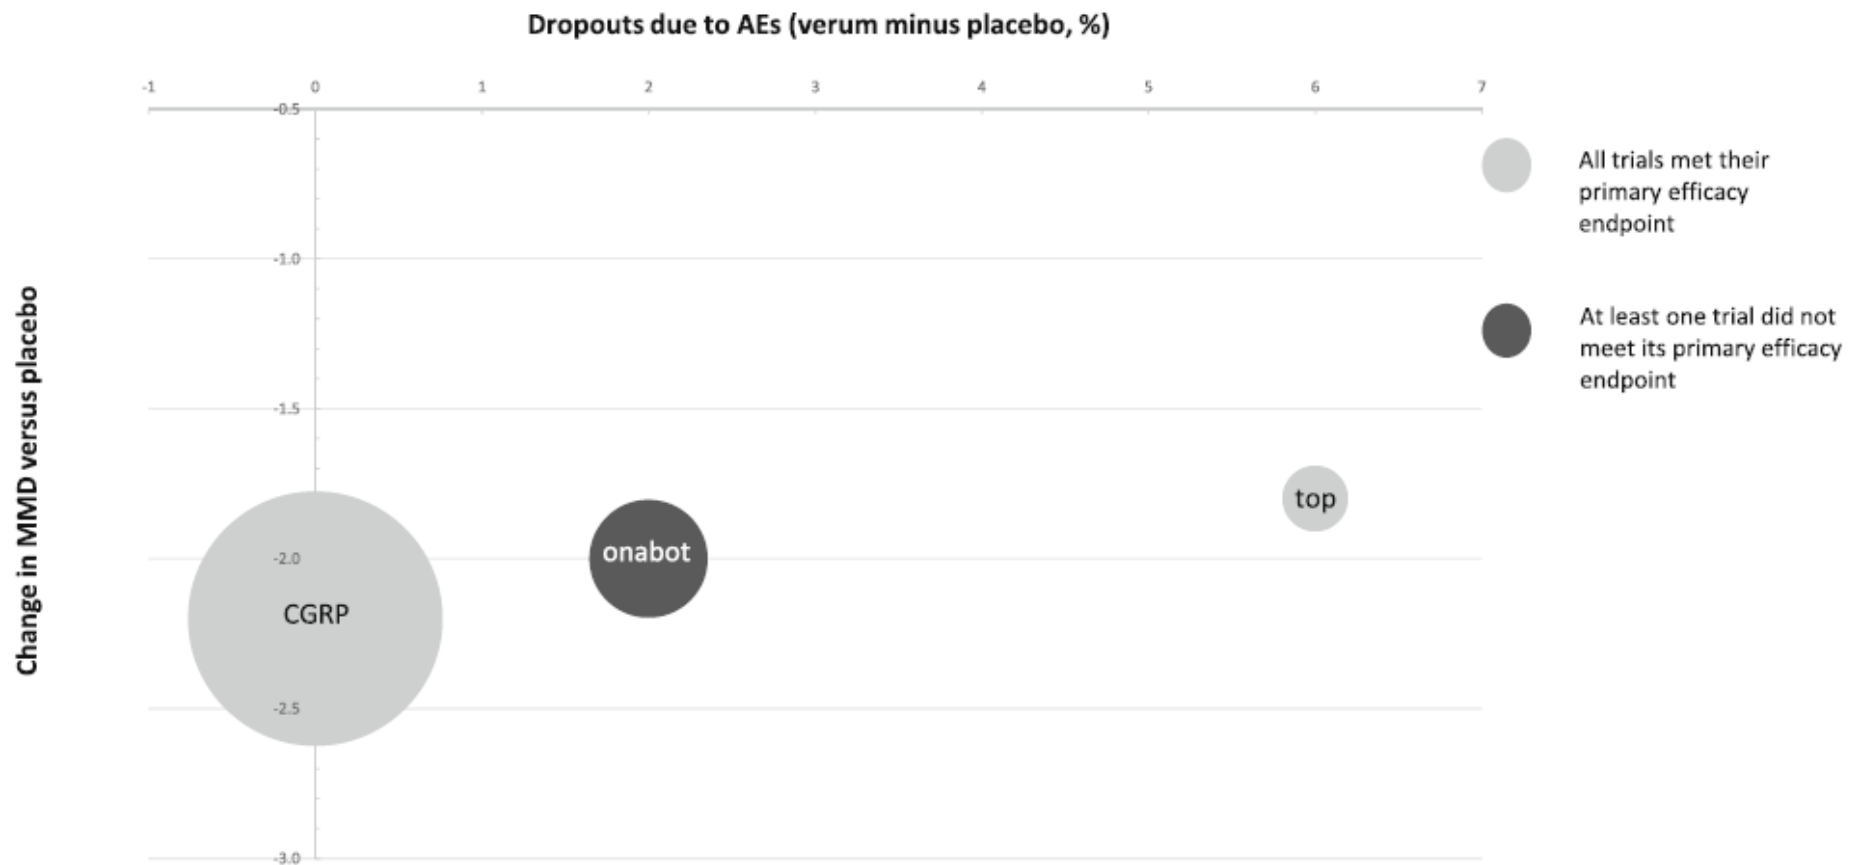 Dropouts due to AEs (verum minus placebo, %)
-1 0 1 2 3 4 5 6 7
-0.5
-1.0
-1.5
-2.0
-2.5
-3.0
Change in MMD versus placebo
CGRP
onabot
top
All trials met their
primary efficacy
endpoint
At least one trial did not
meet its primary efficacy
endpoint